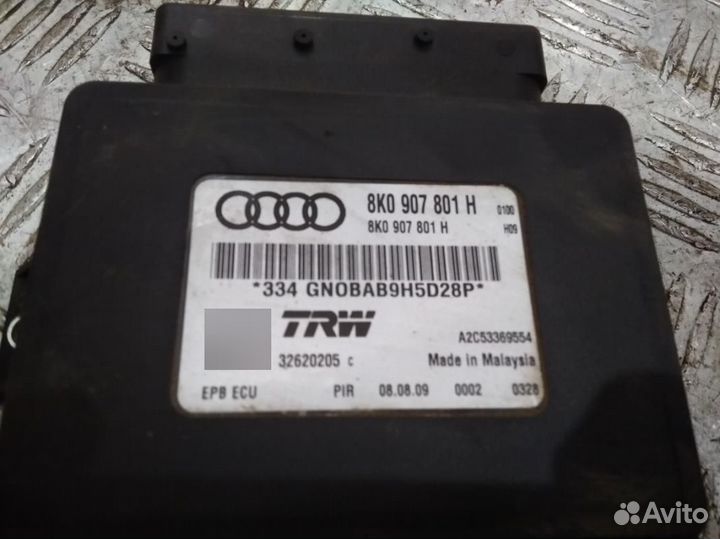 8K0 907 801 H 0100
8K0 907 801 H H09
*334 GNOBAB9H5D28P*
TRW A2C53369554
32620205 c Made in Malaysia
EPB ECU PIR 08.08.09 0002 0328
Avito